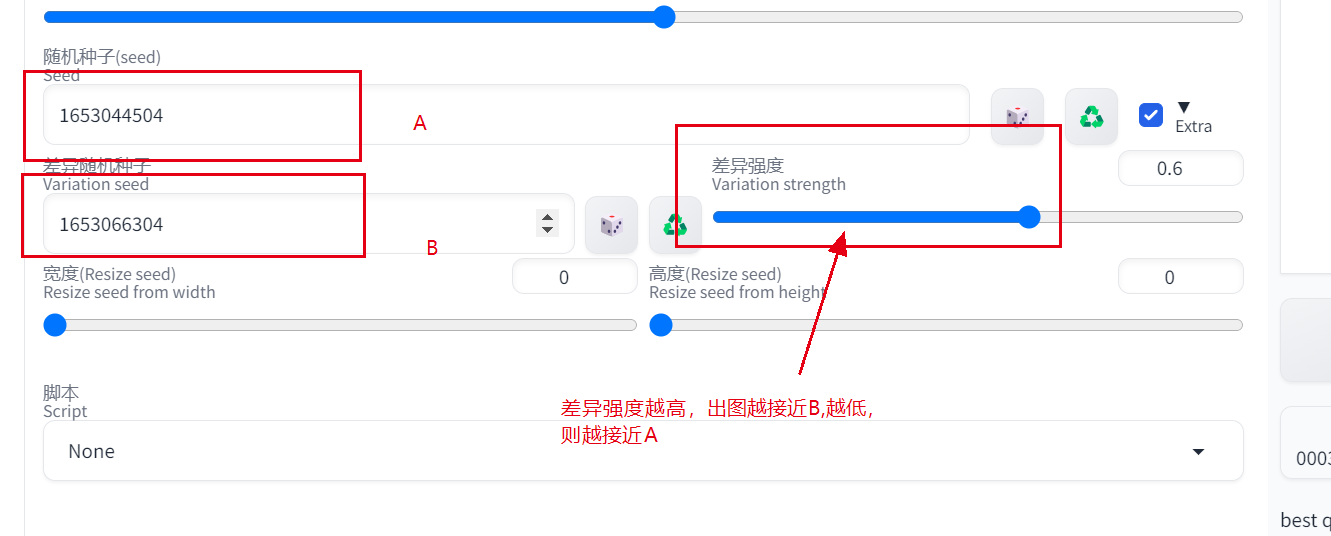 随机种子(seed)
Seed
1653044504
A
Extra
差异随机种子
Variation seed
差异强度
Variation strength
0.6
1653066304
B
宽度(Resize seed)
Resize seed from width
0
高度(Resize seed)
Resize seed from height
0
脚本
Script
差异强度越高，出图越接近B,越低，
则越接近A
None
0003
best q